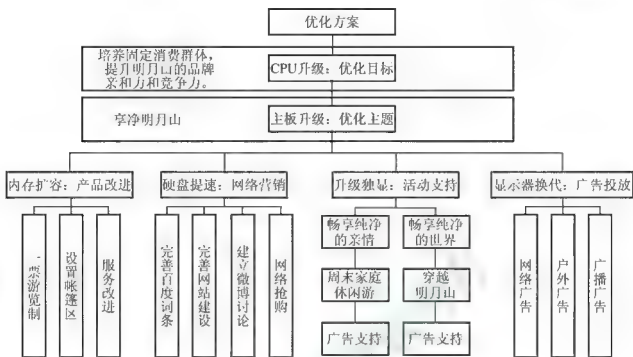 优化方案
培养固定消费群体，
提升明月山的品牌
亲和力和竞争力。
CPU升级：优化目标
享净明月山
主板升级：优化主题
内存扩容：产品改进
硬盘提速：网络营销
升级独显：活动支持
显示器换代：广告投放
一票游览制
设置帐篷区
服务改进
完善百度词条
完善网站建设
建立微博讨论
网络抢购
畅享纯净
的亲情
周末家庭
休闲游
广告支持
畅享纯净
的世界
穿越
明月山
广告支持
网络广告
户外广告
广播广告